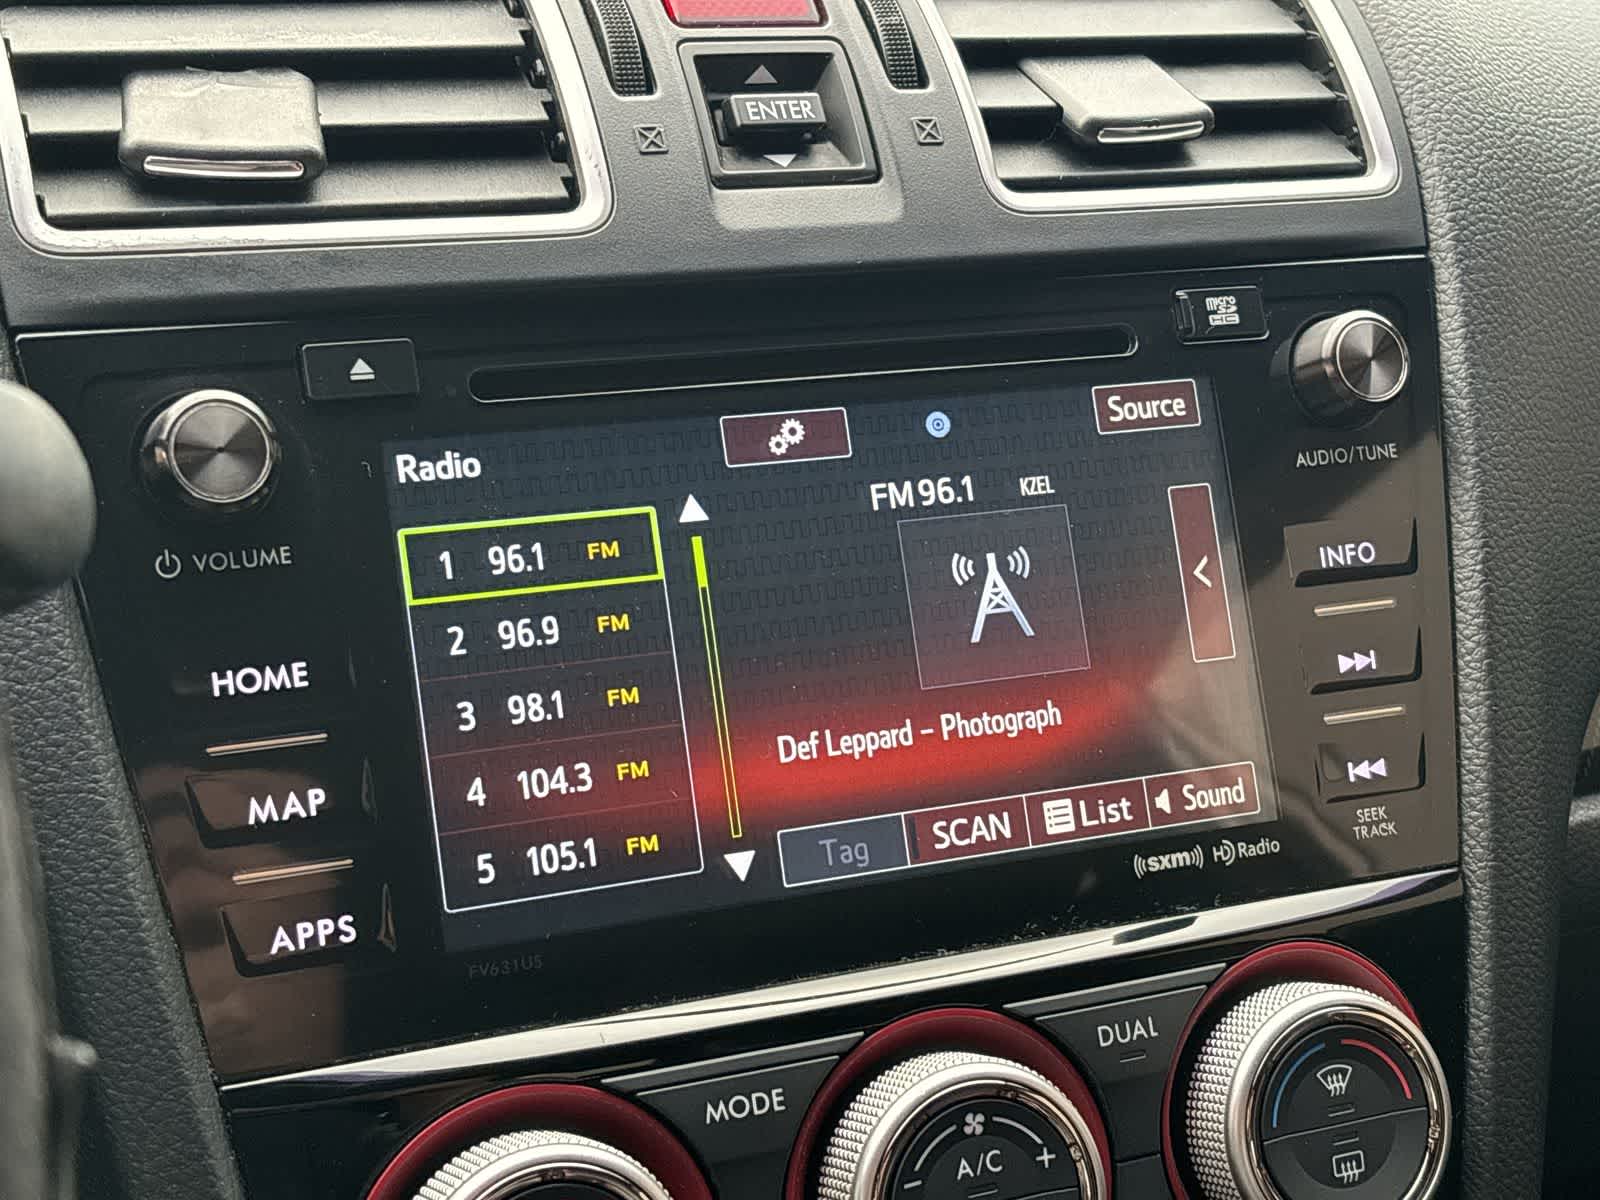 ENTER
micro
SD
HC
Source
Radio
AUDIO/TUNE
FM 96.1 KZEL
VOLUME
1 96.1 FM
2 96.9 FM
3 98.1 FM
4 104.3 FM
5 105.1 FM
INFO
HOME
MAP
APPS
Def Leppard - Photograph
Tag SCAN List Sound
SEEK
TRACK
((sxm)) HD Radio
FV631U5
MODE
DUAL
A/C
- +